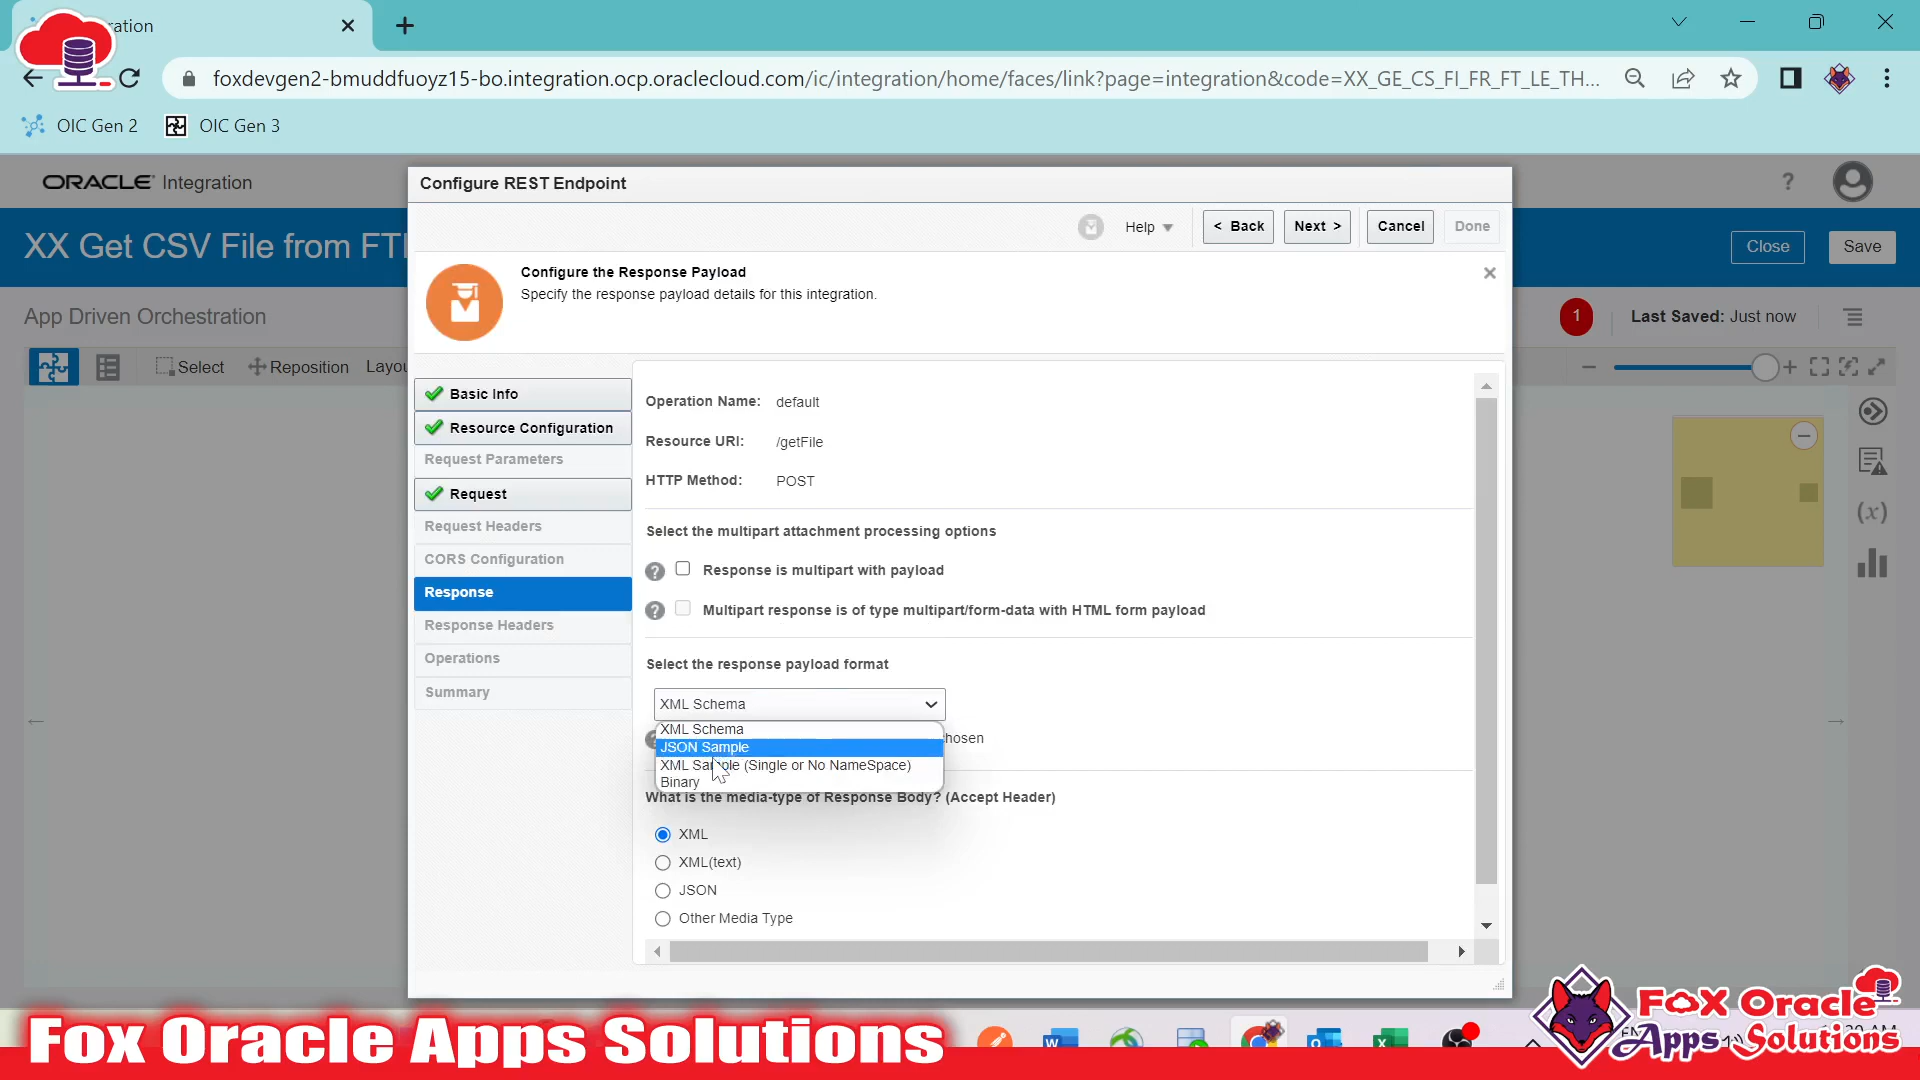 ration
foxdevgen2-bmuddfuoyz15-bo.integration.ocp.oraclecloud.com/ic/integration/home/faces/link?page=integration&code=XX_GE_CS_FI_FR_FT_LE_TH...
OIC Gen 2
OIC Gen 3
ORACLE Integration
?
XX Get CSV File from FT
Close
Save
App Driven Orchestration
1
Last Saved: Just now
Select
Reposition
Layou
Configure REST Endpoint
Help
< Back
Next >
Cancel
Done
Configure the Response Payload
Specify the response payload details for this integration.
Basic Info
Resource Configuration
Request Parameters
Request
Request Headers
CORS Configuration
Response
Response Headers
Operations
Summary
Operation Name: default
Resource URI: /getFile
HTTP Method: POST
Select the multipart attachment processing options
? Response is multipart with payload
? Multipart response is of type multipart/form-data with HTML form payload
Select the response payload format
XML Schema
XML Schema
JSON Sample
XML Sample (Single or No NameSpace)
Binary
hosen
What is the media-type of Response Body? (Accept Header)
XML
XML(text)
JSON
Other Media Type
(x)
Fox Oracle Apps Solutions
Fox Oracle
Apps Solutions